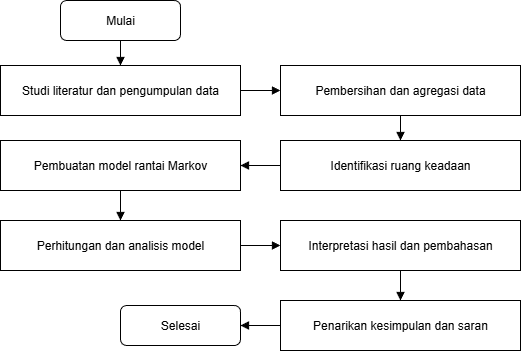 Mulai
Studi literatur dan pengumpulan data
Pembersihan dan agregasi data
Identifikasi ruang keadaan
Pembuatan model rantai Markov
Perhitungan dan analisis model
Interpretasi hasil dan pembahasan
Penarikan kesimpulan dan saran
Selesai